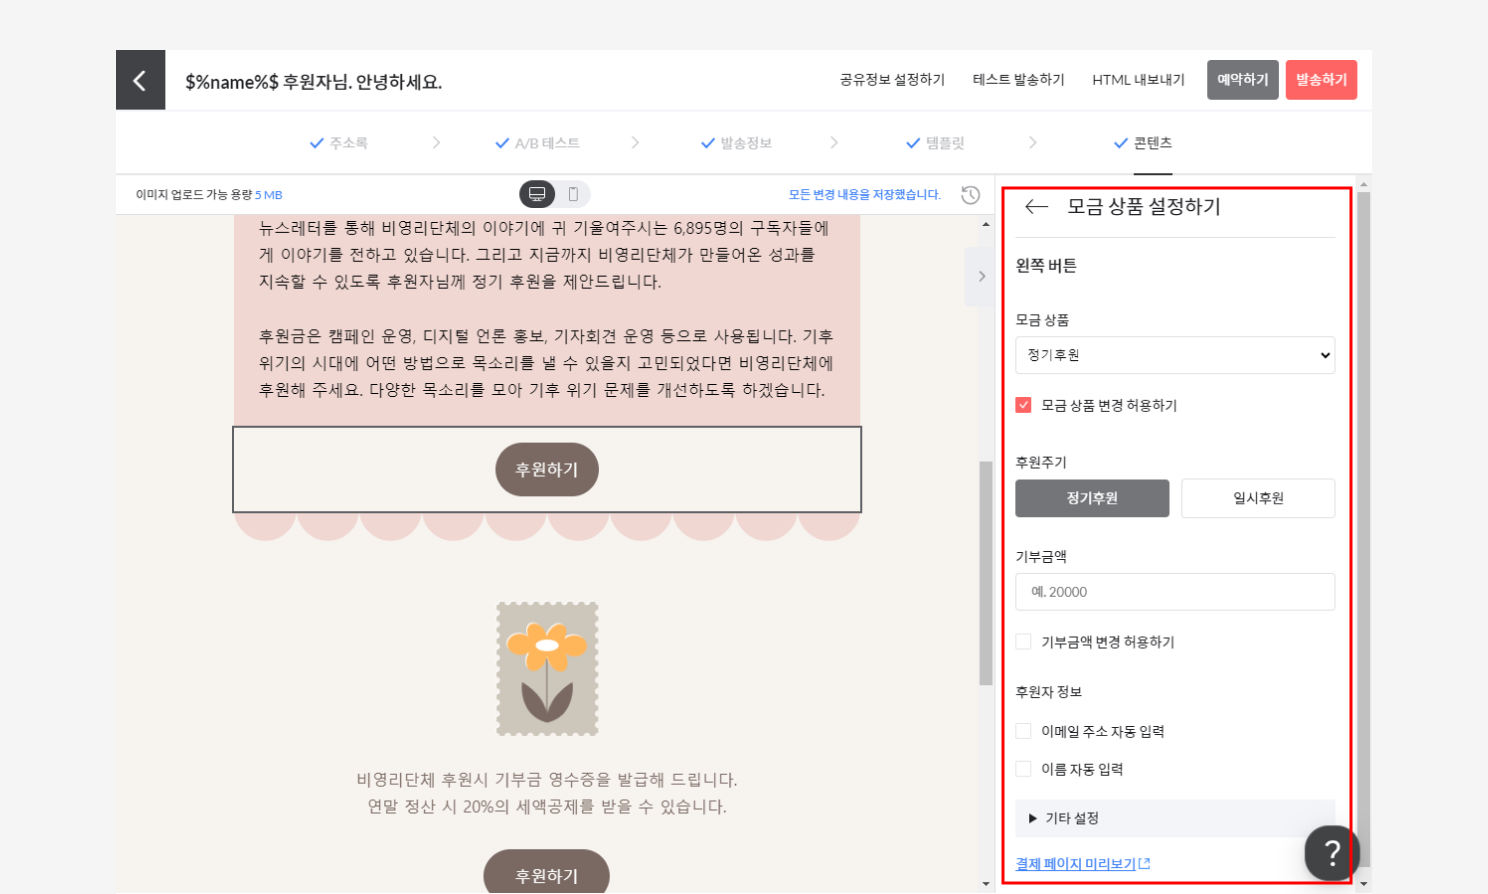 $%name%$ 후원자님. 안녕하세요.
공유정보 설정하기
테스트 발송하기
HTML 내보내기
예약하기
발송하기
주소록
A/B 테스트
발송정보
템플릿
콘텐츠
이미지 업로드 가능 용량 5 MB
모든 변경 내용을 저장했습니다.
뉴스레터를 통해 비영리단체의 이야기에 귀 기울여주시는 6,895명의 구독자들에
게 이야기를 전하고 있습니다. 그리고 지금까지 비영리단체가 만들어온 성과를
지속할 수 있도록 후원자님께 정기 후원을 제안드립니다.
후원금은 캠페인 운영, 디지털 언론 홍보, 기자회견 운영 등으로 사용됩니다. 기후
위기의 시대에 어떤 방법으로 목소리를 낼 수 있을지 고민되었다면 비영리단체에
후원해 주세요. 다양한 목소리를 모아 기후 위기 문제를 개선하도록 하겠습니다.
후원하기
비영리단체 후원시 기부금 영수증을 발급해 드립니다.
연말 정산 시 20%의 세액공제를 받을 수 있습니다.
후원하기
모금 상품 설정하기
왼쪽 버튼
모금 상품
정기후원
모금 상품 변경 허용하기
후원주기
정기후원
일시후원
기부금액
예. 20000
기부금액 변경 허용하기
후원자 정보
이메일 주소 자동 입력
이름 자동 입력
기타 설정
결제 페이지 미리보기
?